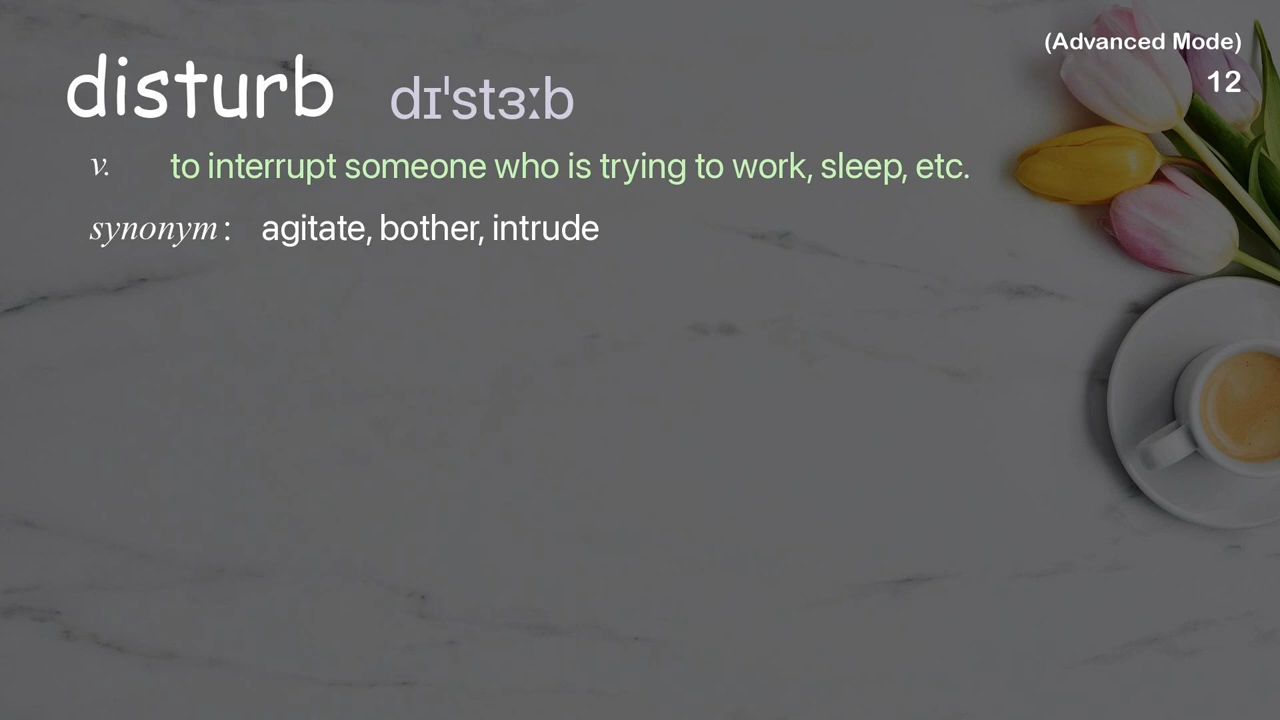 (Advanced Mode)
12
disturb dɪˈstɜːb
v. to interrupt someone who is trying to work, sleep, etc.
synonym : agitate, bother, intrude